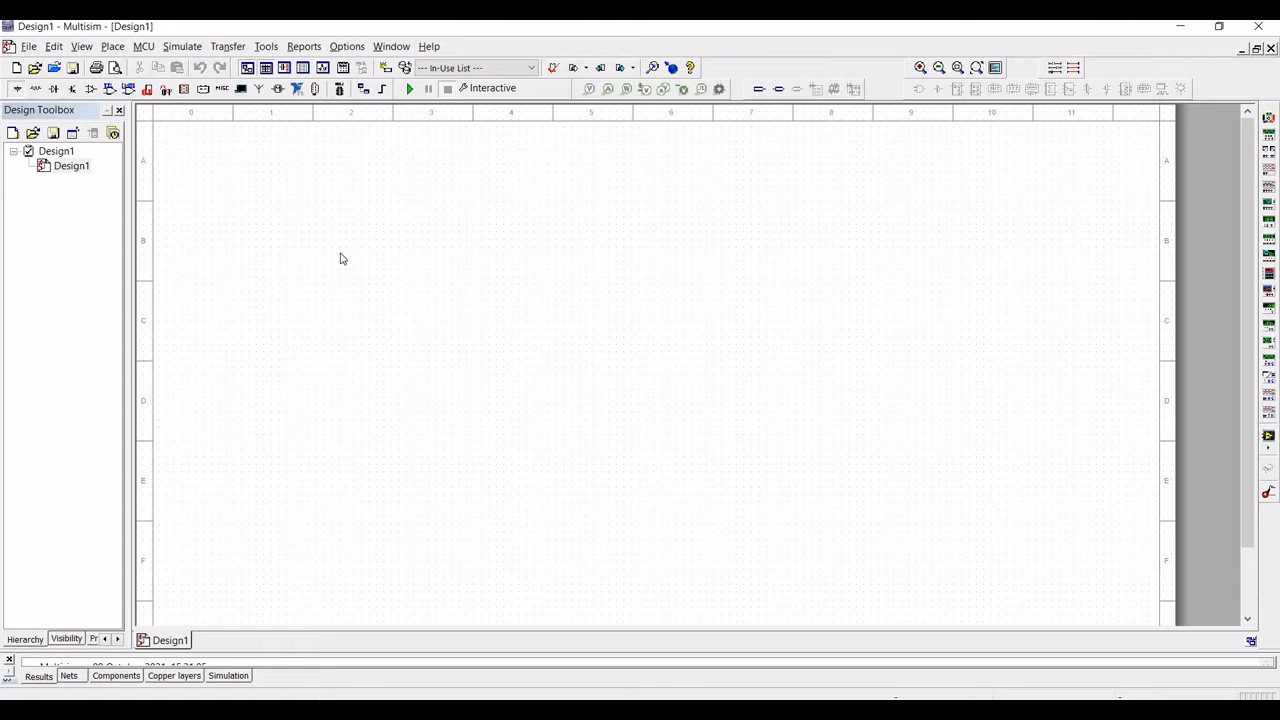 Design1 - Multisim - [Design1]
File Edit View Place MCU Simulate Transfer Tools Reports Options Window Help
--- In-Use List ---
Interactive
Design Toolbox
0 1 2 3 4 5 6 7 8 9 10 11
A A
Design1
Design1
B B
C C
D D
E E
F F
Hierarchy Visibility Pr
Design1
Results Nets Components Copper layers Simulation